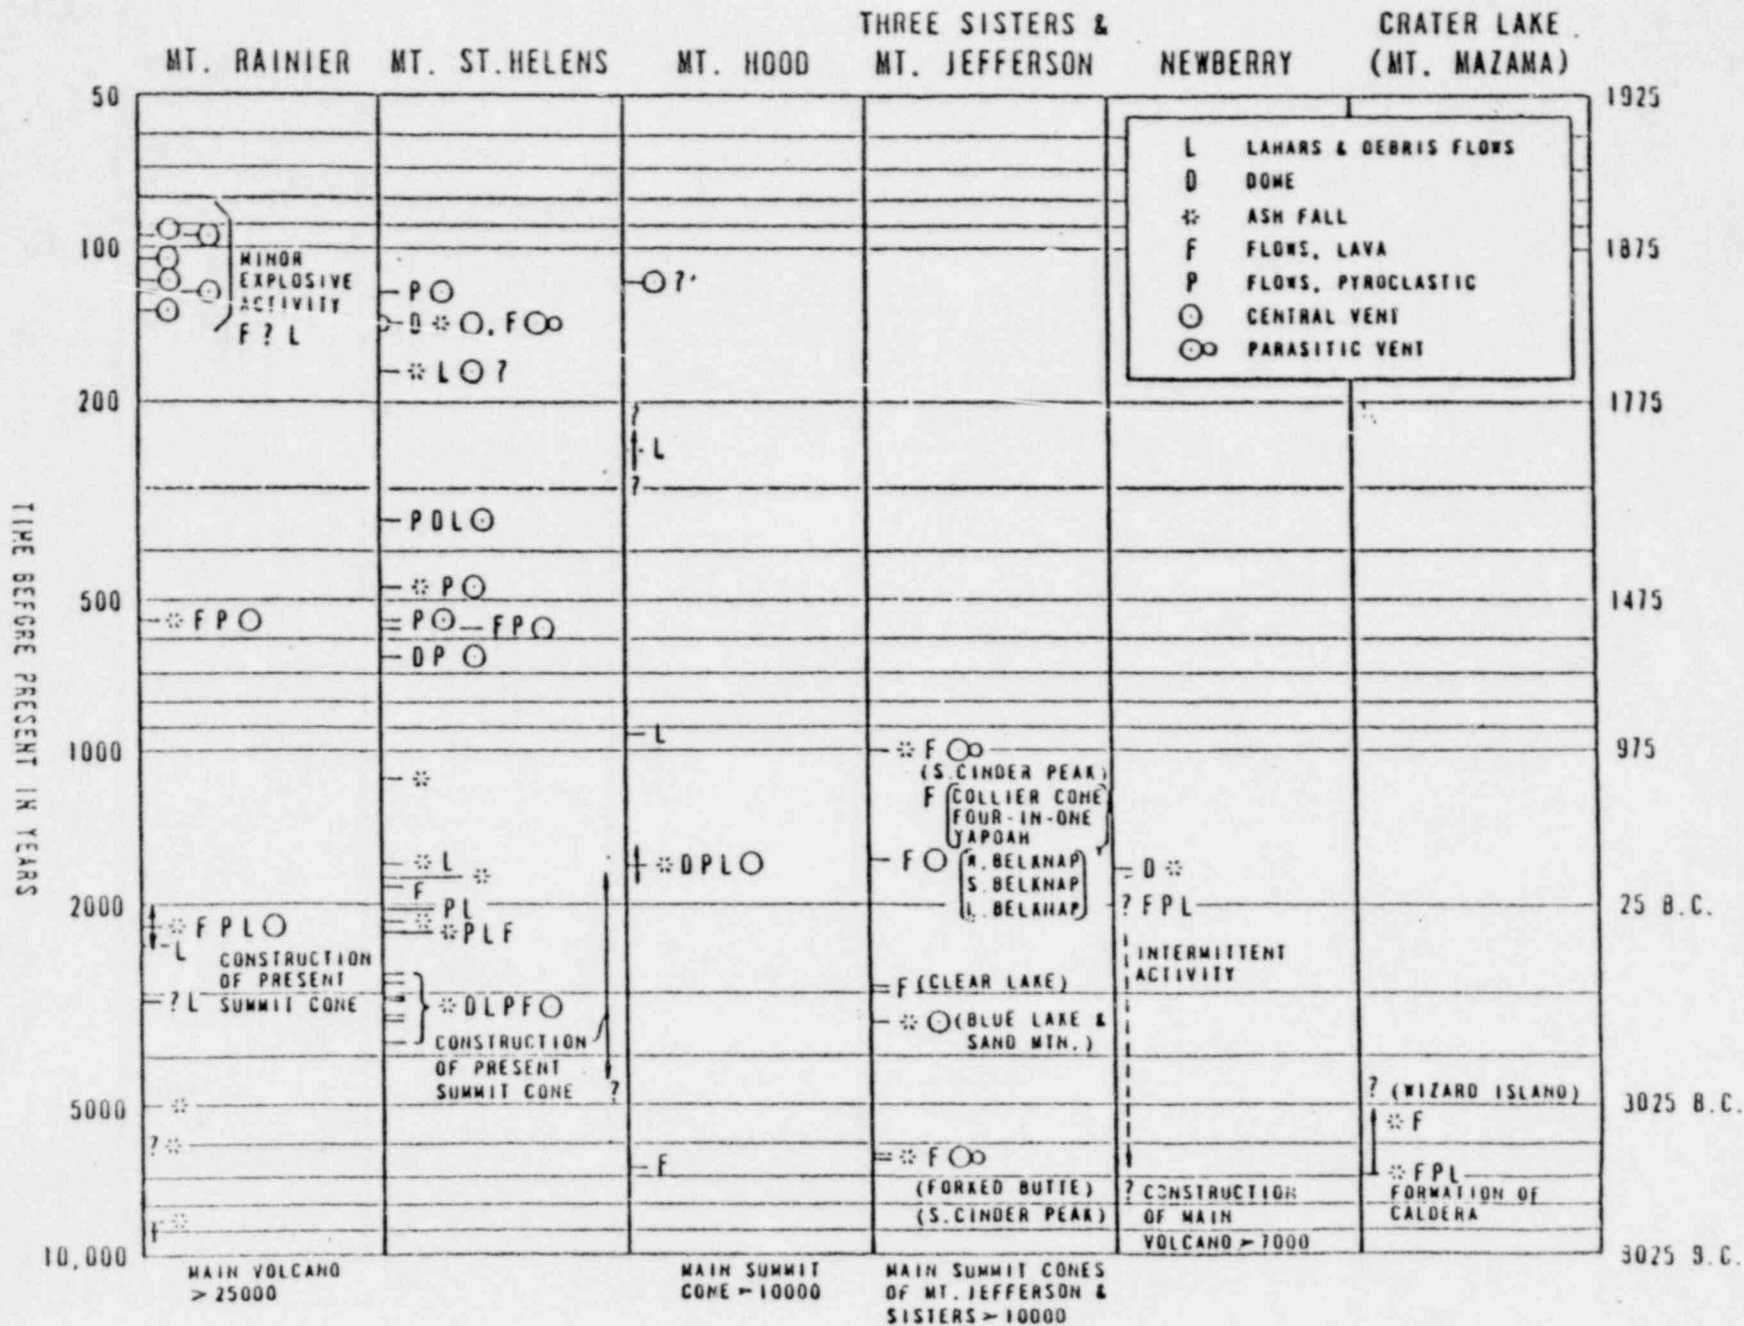 THREE SISTERS &
CRATER LAKE
MT. RAINIER MT. ST.HELENS MT. HOOD MT. JEFFERSON NEWBERRY (MT. MAZAMA)
TIME BEFORE PRESENT IN YEARS
50
100
200
500
1000
2000
5000
10,000
1925
1875
1775
1475
975
25 B.C.
3025 B.C.
L LAHARS & DEBRIS FLOWS
D DOME
ASH FALL
F FLOWS, LAVA
P FLOWS, PYROCLASTIC
CENTRAL VENT
PARASITIC VENT
MINOR
EXPLOSIVE
ACTIVITY
F ? L
F P
F P L
L
CONSTRUCTION
OF PRESENT
SUMMIT CONE
? L
?
MAIN VOLCANO
> 25000
P
D , F
L ?
P D L
P
P F P
D P
L
F
P L
P L F
D L P F
CONSTRUCTION
OF PRESENT
SUMMIT CONE ?
?
?
L
?
L
D P L
F
MAIN SUMMIT
CONE ~ 10000
F
(S.CINDER PEAK)
F COLLIER CONE
FOUR-IN-ONE
YAPOAH
F
BELKNAP
S. BELKNAP
L. BELKNAP
F (CLEAR LAKE)
(BLUE LAKE &
SAND MTN.)
F
(FORKED BUTTE)
(S.CINDER PEAK)
MAIN SUMMIT CONES
OF MT. JEFFERSON &
SISTERS > 10000
D
? F P L
INTERMITTENT
ACTIVITY
? CONSTRUCTION
OF MAIN
VOLCANO > 7000
? (WIZARD ISLAND)
F
F P L
FORMATION OF
CALDERA